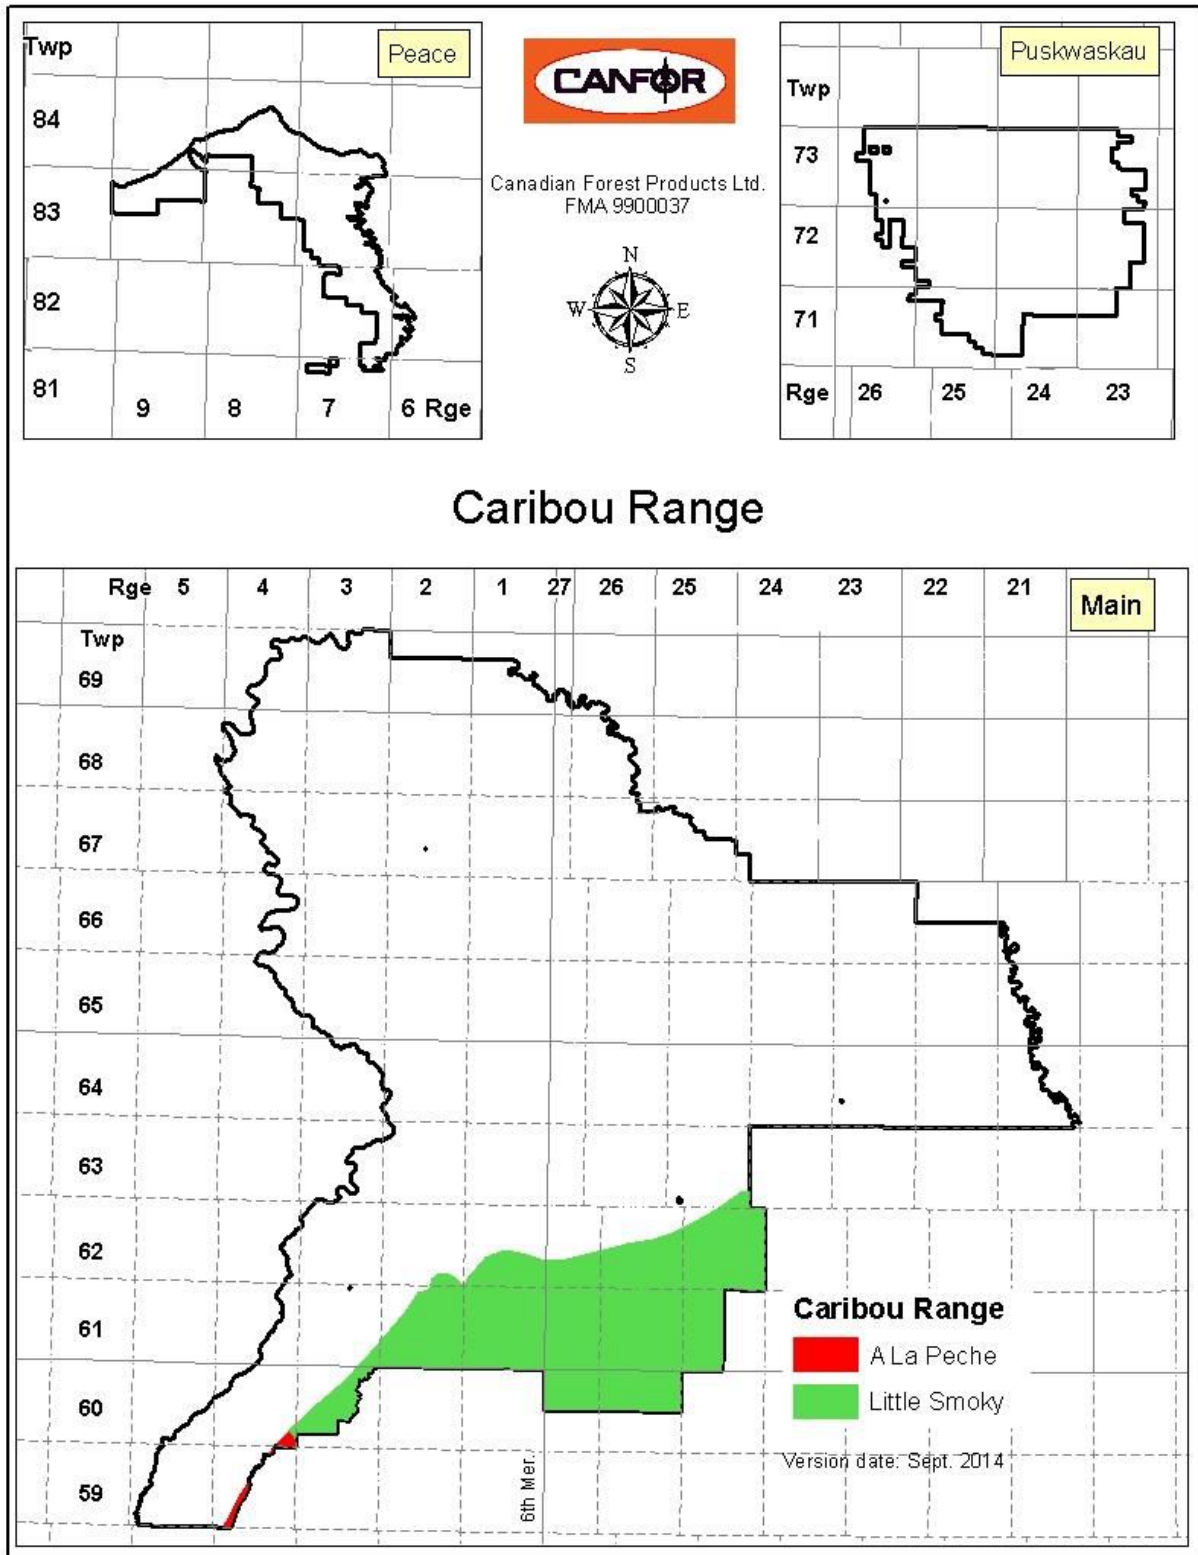 Twp
Peace
84
83
82
81
9 8 7 6 Rge
CANFOR
Canadian Forest Products Ltd.
FMA 9900037
N
W E
S
Puskwaskau
Twp
73
72
71
Rge 26 25 24 23
Caribou Range
Rge 5 4 3 2 1 27 26 25 24 23 22 21
Main
Twp
69
68
67
66
65
64
63
62
61
60
59
6th Mer.
Caribou Range
A La Peche
Little Smoky
Version date: Sept. 2014